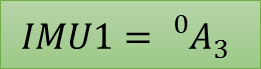 IMU1 = ⁰A₃